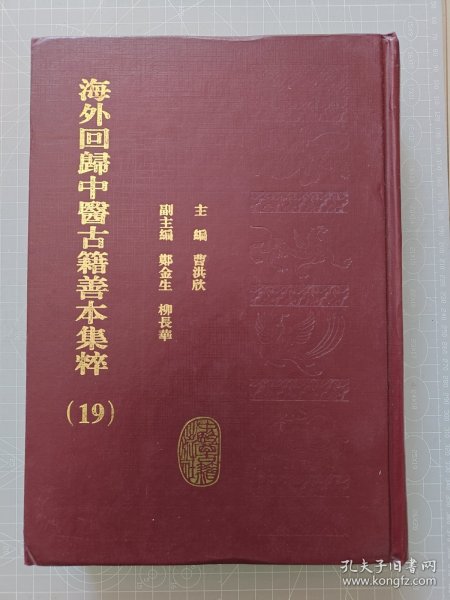 海外回歸中醫古籍善本集粹
(19)
主編 曹洪欣
副主編 鄭金生 柳長華
孔夫子旧书网
www.kongfz.com